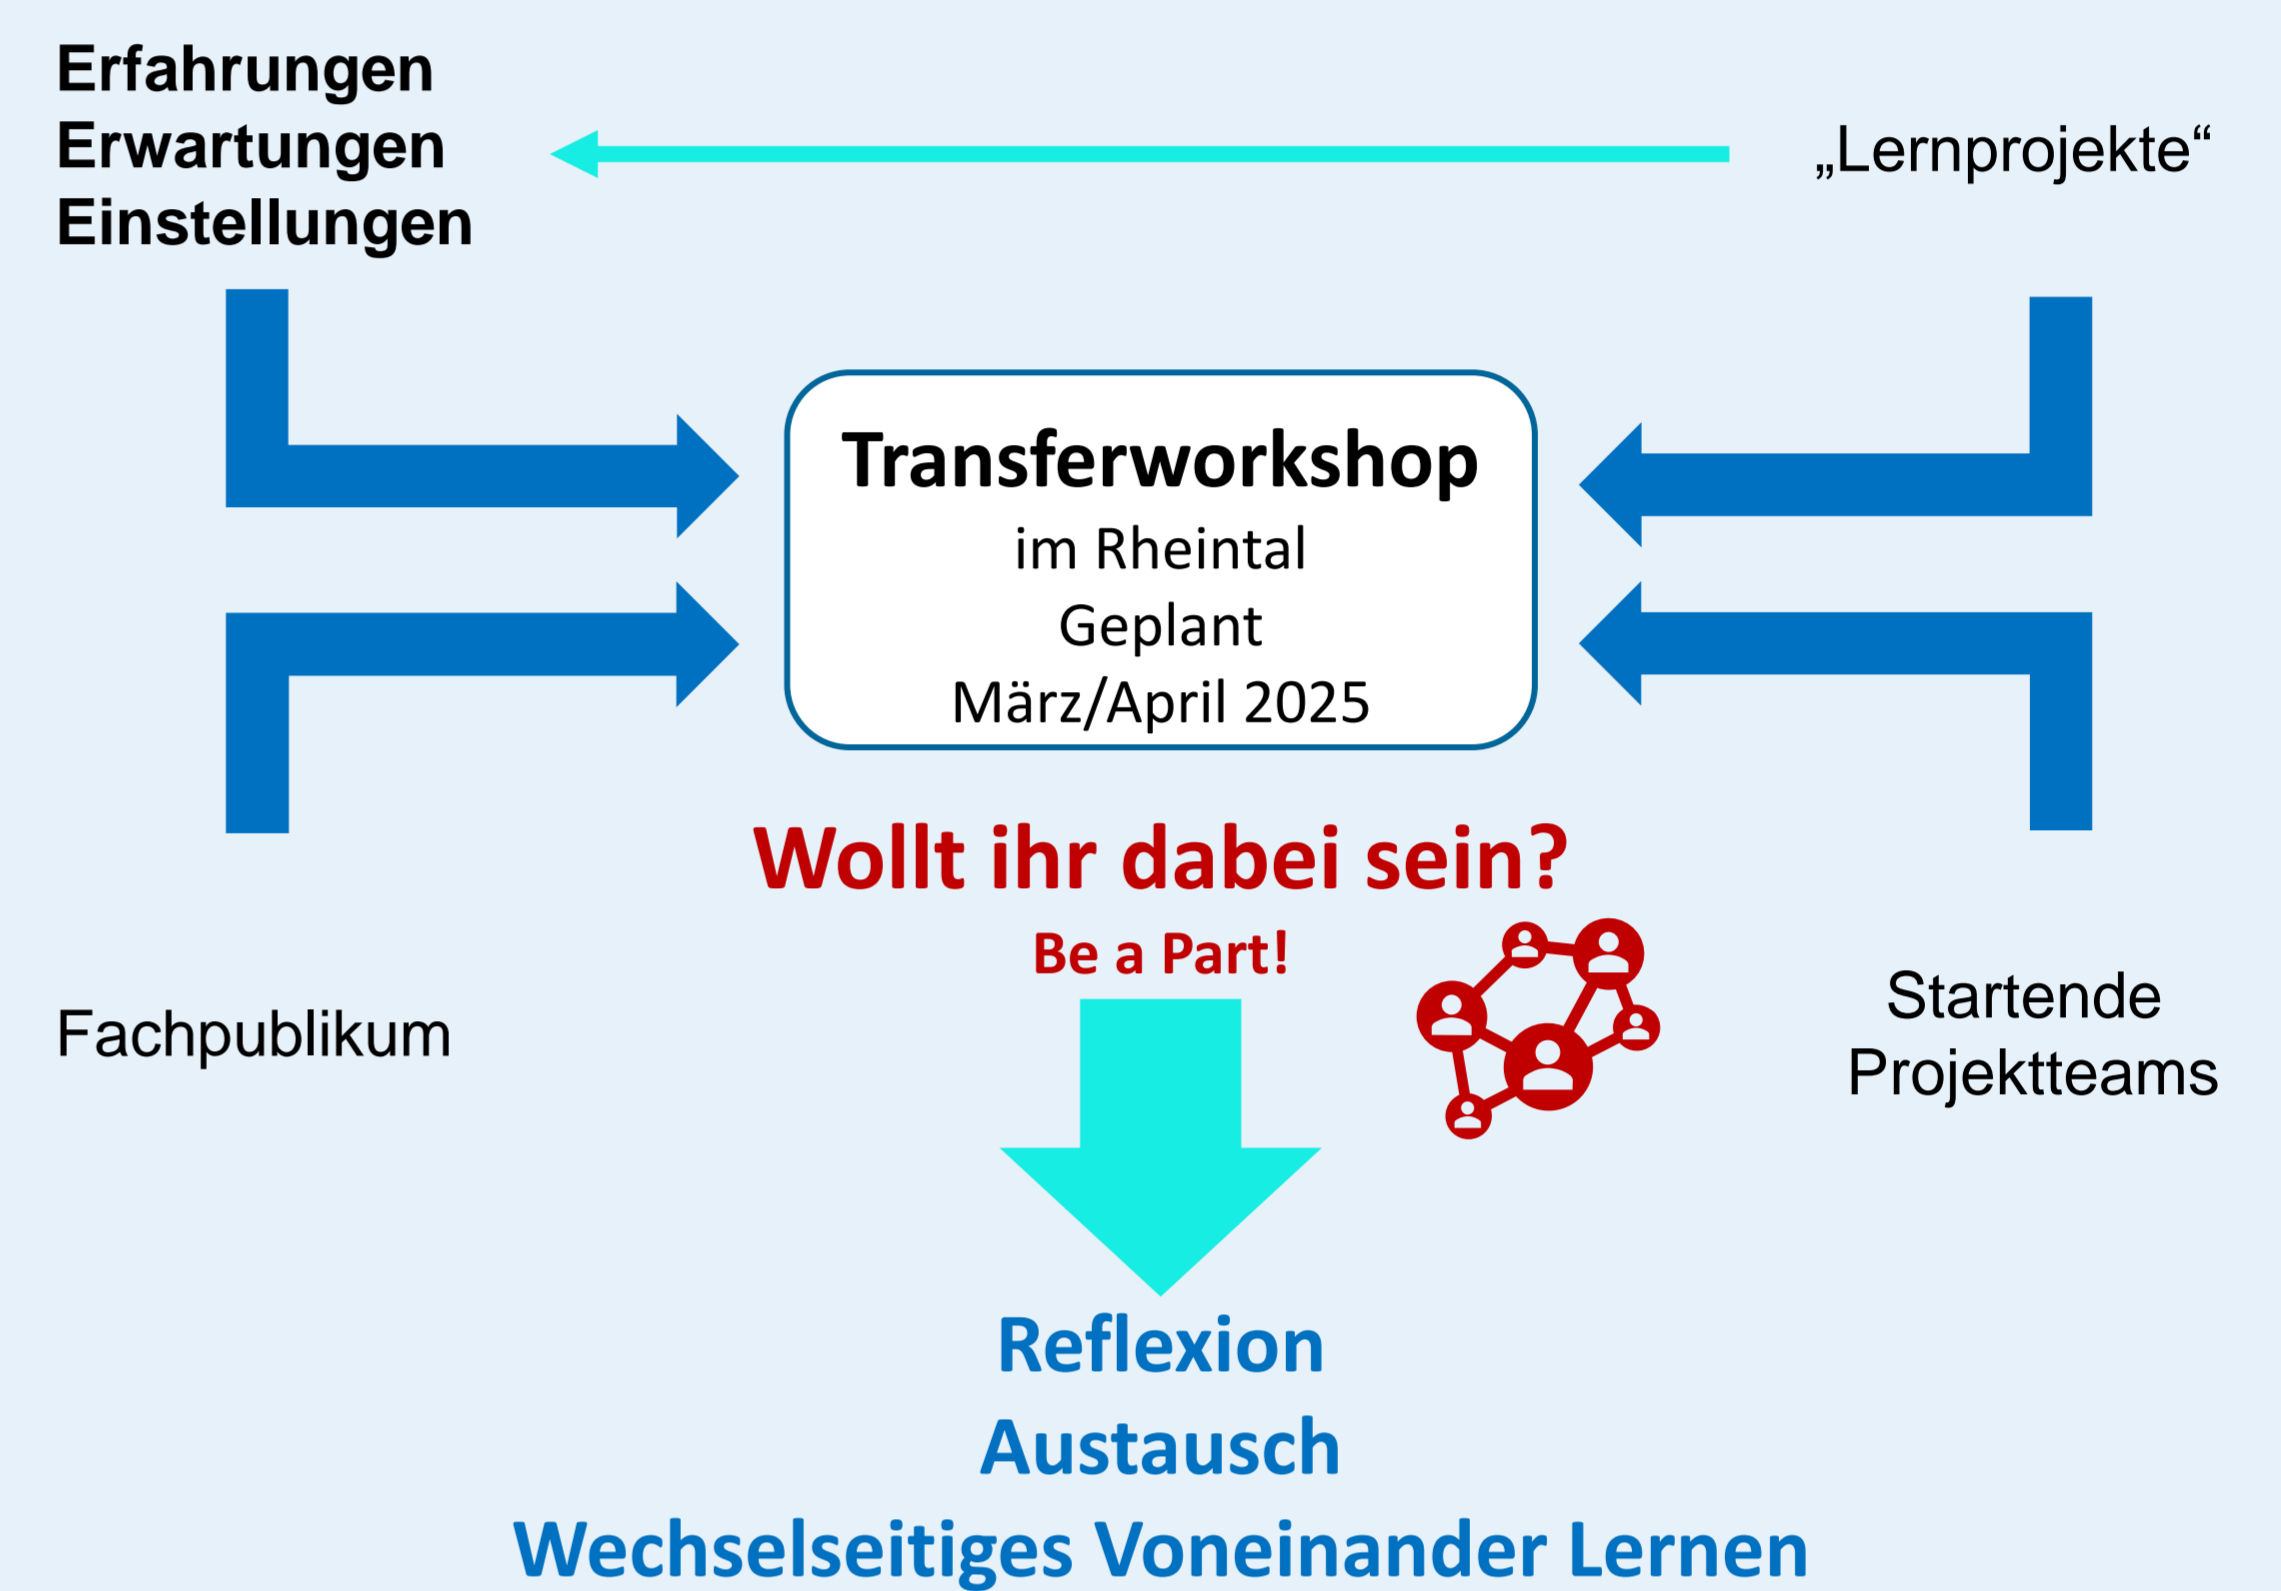 Erfahrungen
Erwartungen
Einstellungen
„Lernprojekte“
Transferworkshop
im Rheintal
Geplant
März/April 2025
Wollt ihr dabei sein?
Be a Part!
Fachpublikum
Startende
Projektteams
Reflexion
Austausch
Wechselseitiges Voneinander Lernen